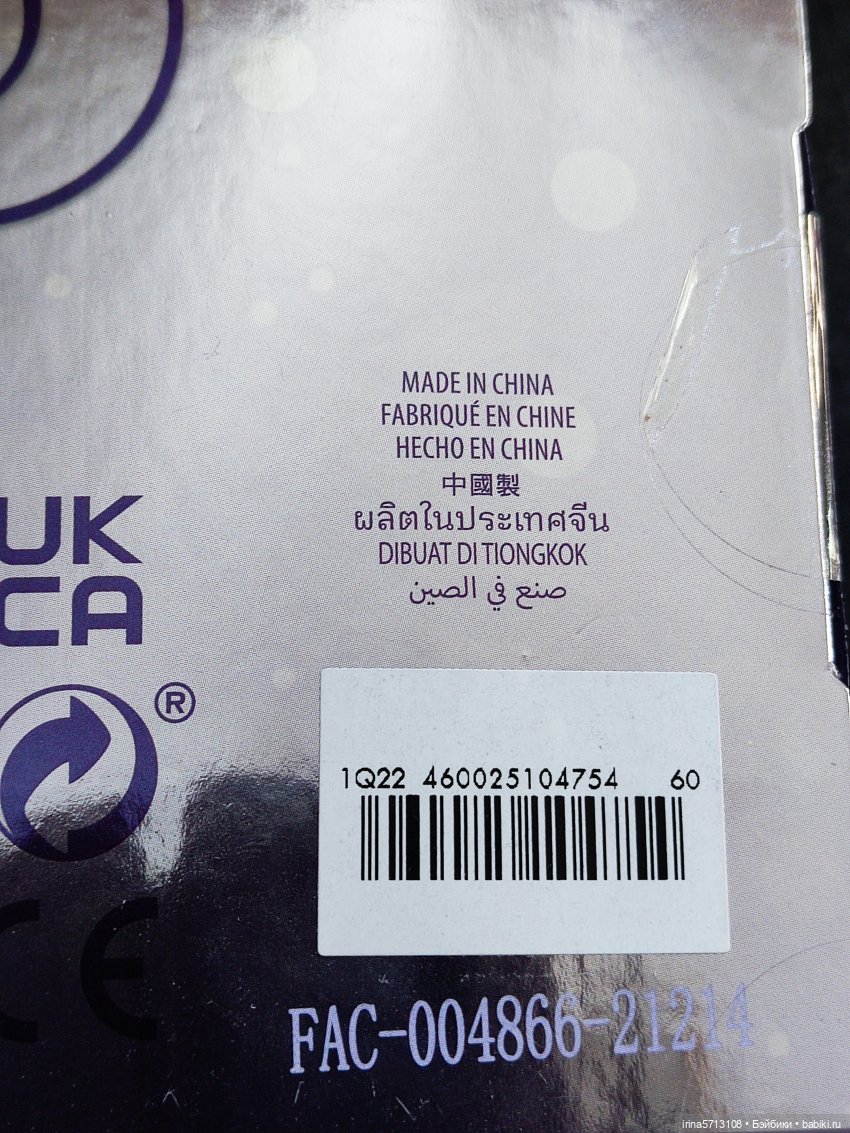 MADE IN CHINA
FABRIQUÉ EN CHINE
HECHO EN CHINA
中國製
ผลิตในประเทศจีน
DIBUAT DI TIONGKOK
صنع في الصين
UK
CA
®
CE
1Q22 460025104754 60
FAC-004866-21214
irina5713108 • Бэйбики • babiki.ru